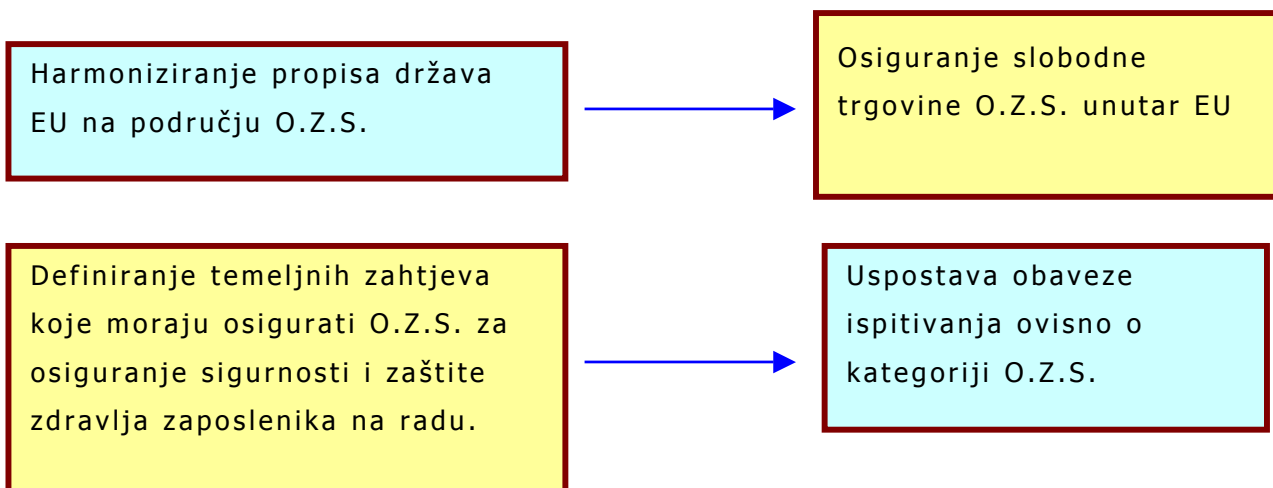 Harmoniziranje propisa država
EU na području O.Z.S.
Osiguranje slobodne
trgovine O.Z.S. unutar EU
Definiranje temeljnih zahtjeva
koje moraju osigurati O.Z.S. za
osiguranje sigurnosti i zaštite
zdravlja zaposlenika na radu.
Uspostava obaveze
ispitivanja ovisno o
kategoriji O.Z.S.